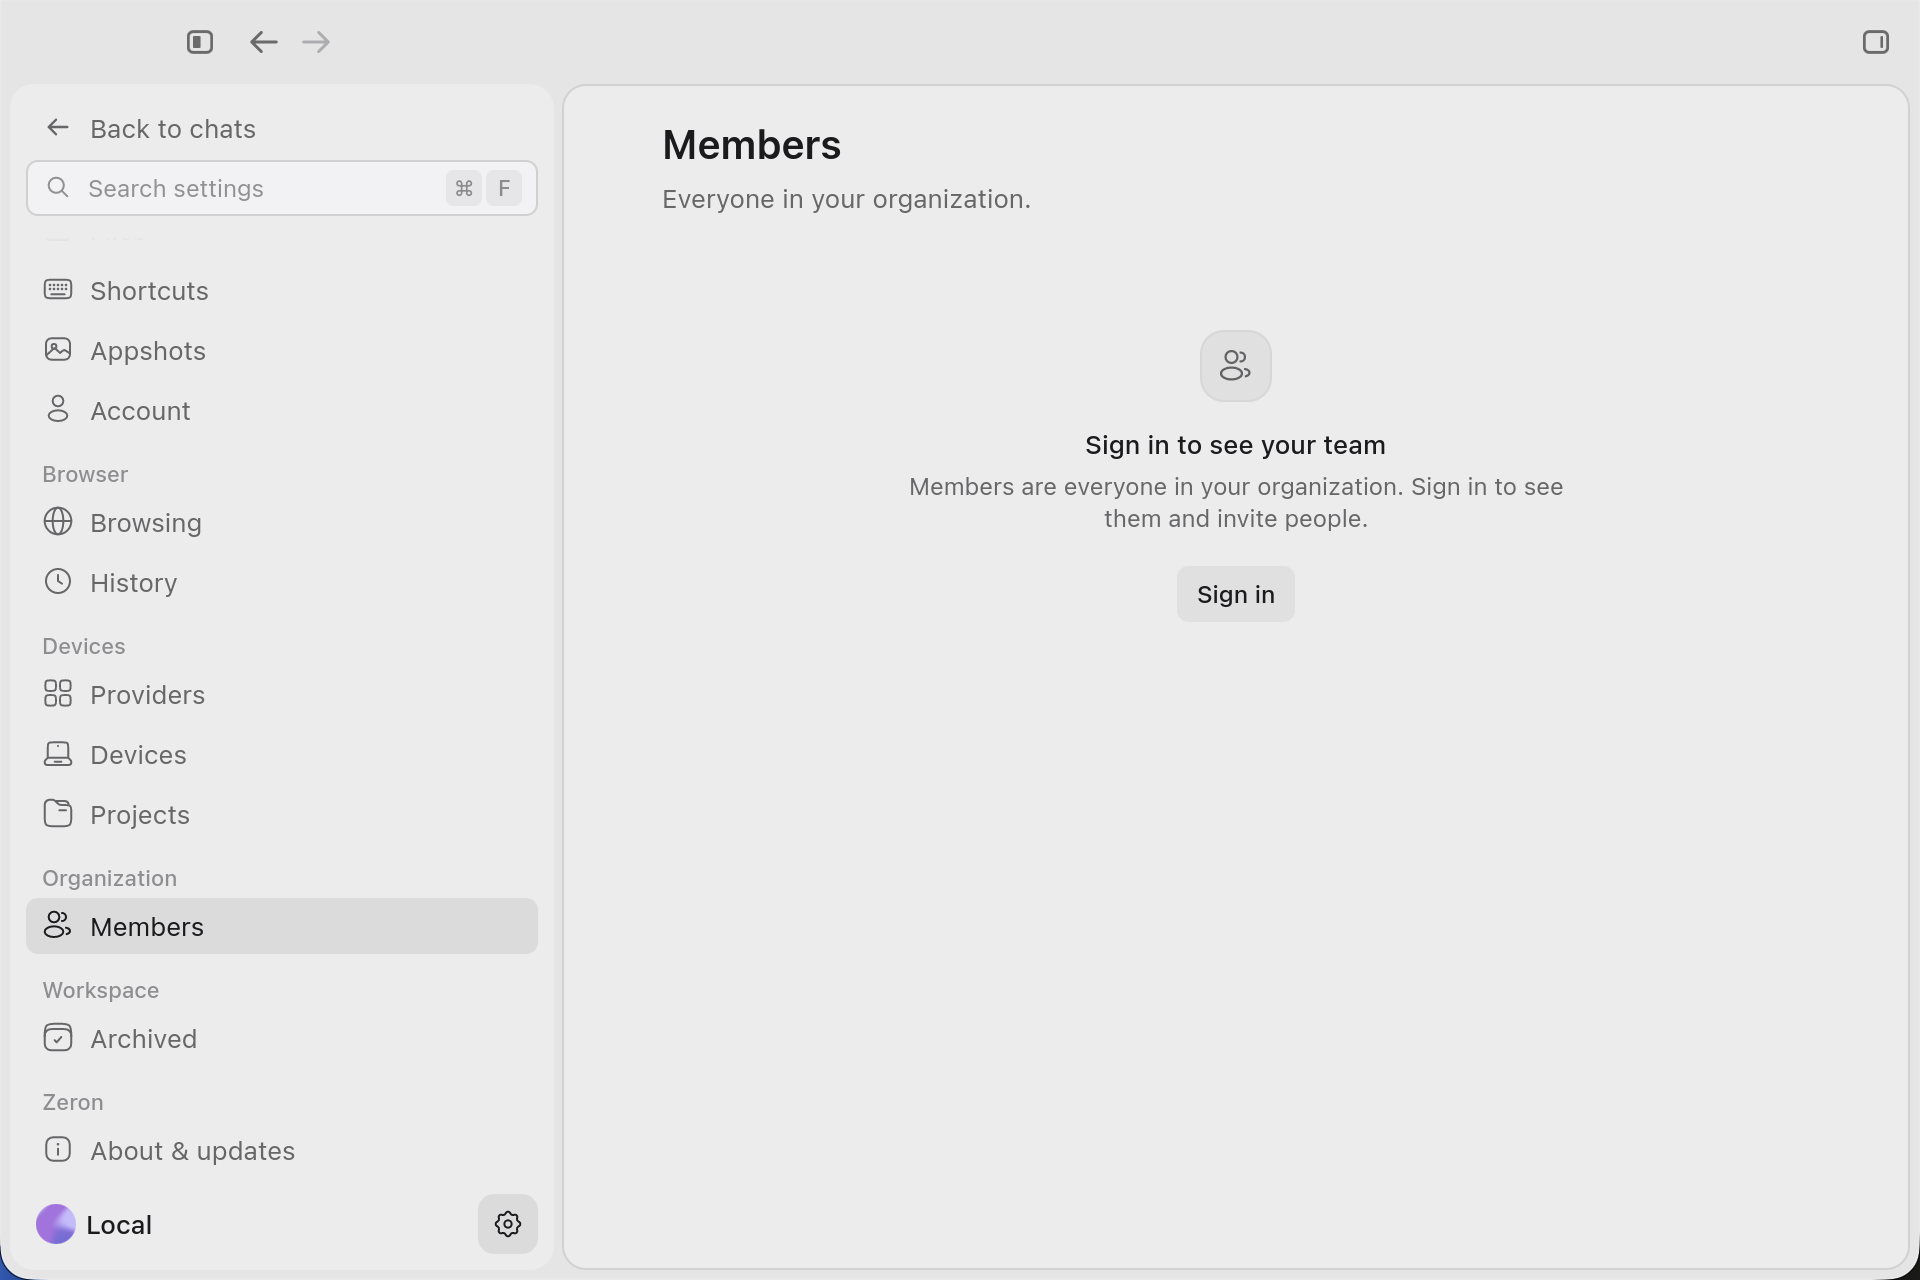 Back to chats
Search settings ⌘ F
Shortcuts
Appshots
Account
Browser
Browsing
History
Devices
Providers
Devices
Projects
Organization
Members
Workspace
Archived
Zeron
About & updates
Local
Members
Everyone in your organization.
Sign in to see your team
Members are everyone in your organization. Sign in to see
them and invite people.
Sign in